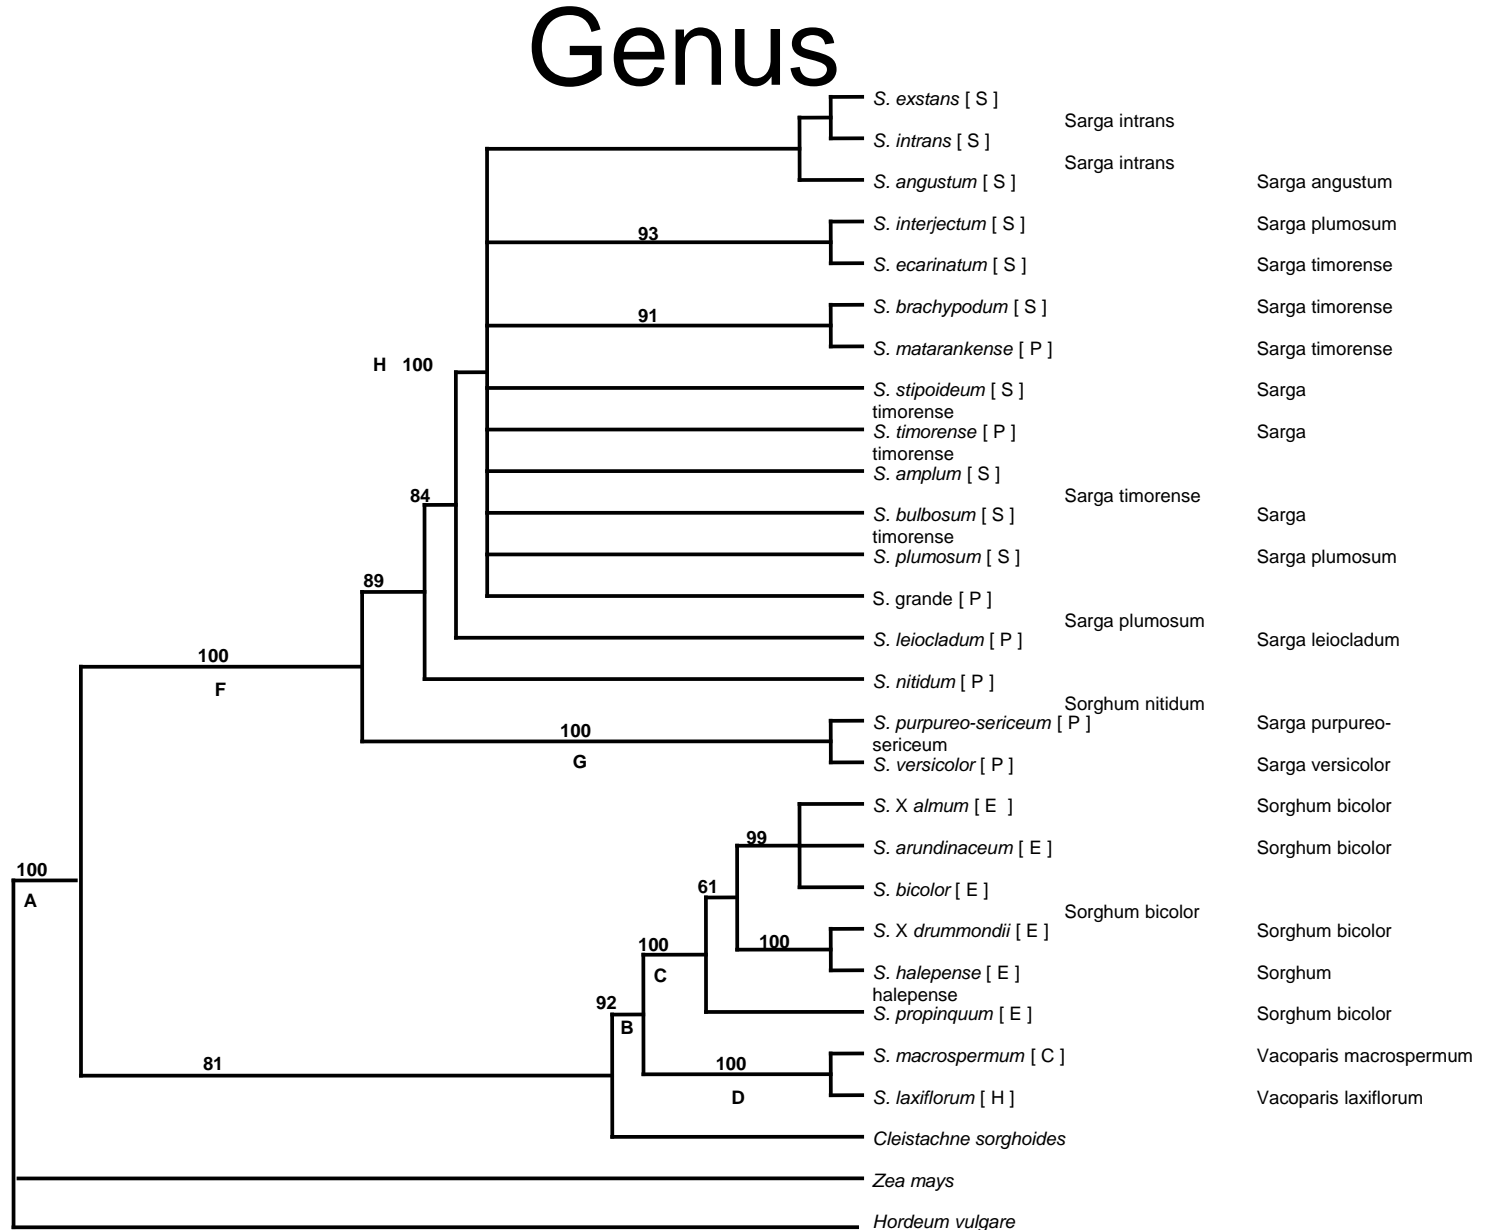 Genus
S. exstans [ S ]
Sarga intrans
S. intrans [ S ]
Sarga intrans
S. angustum [ S ] Sarga angustum
S. interjectum [ S ] Sarga plumosum
93
S. ecarinatum [ S ] Sarga timorense
S. brachypodum [ S ] Sarga timorense
91
S. matarankense [ P ] Sarga timorense
H 100
S. stipoideum [ S ] Sarga
timorense
S. timorense [ P ] Sarga
timorense
S. amplum [ S ]
84 Sarga timorense
S. bulbosum [ S ] Sarga
timorense
S. plumosum [ S ] Sarga plumosum
89
S. grande [ P ]
Sarga plumosum
S. leiocladum [ P ] Sarga leiocladum
100
F
S. nitidum [ P ]
Sorghum nitidum
S. purpureo-sericeum [ P ] Sarga purpureo-
100
sericeum
G
S. versicolor [ P ] Sarga versicolor
S. X almum [ E ] Sorghum bicolor
99
S. arundinaceum [ E ] Sorghum bicolor
100
61
S. bicolor [ E ]
A
Sorghum bicolor
S. X drummondii [ E ] Sorghum bicolor
100 100
C
S. halepense [ E ] Sorghum
halepense
92
S. propinquum [ E ] Sorghum bicolor
B
S. macrospermum [ C ] Vacoparis macrospermum
81 100
D
S. laxiflorum [ H ] Vacoparis laxiflorum
Cleistachne sorghoides
Zea mays
Hordeum vulgare